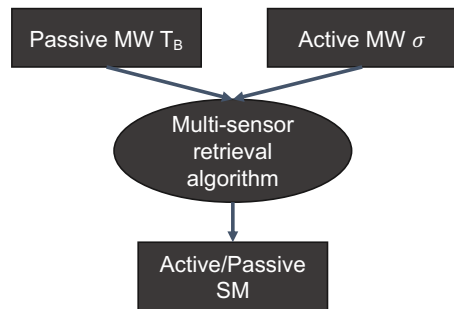 Passive MW T_B
Active MW σ
Multi-sensor
retrieval
algorithm
Active/Passive
SM